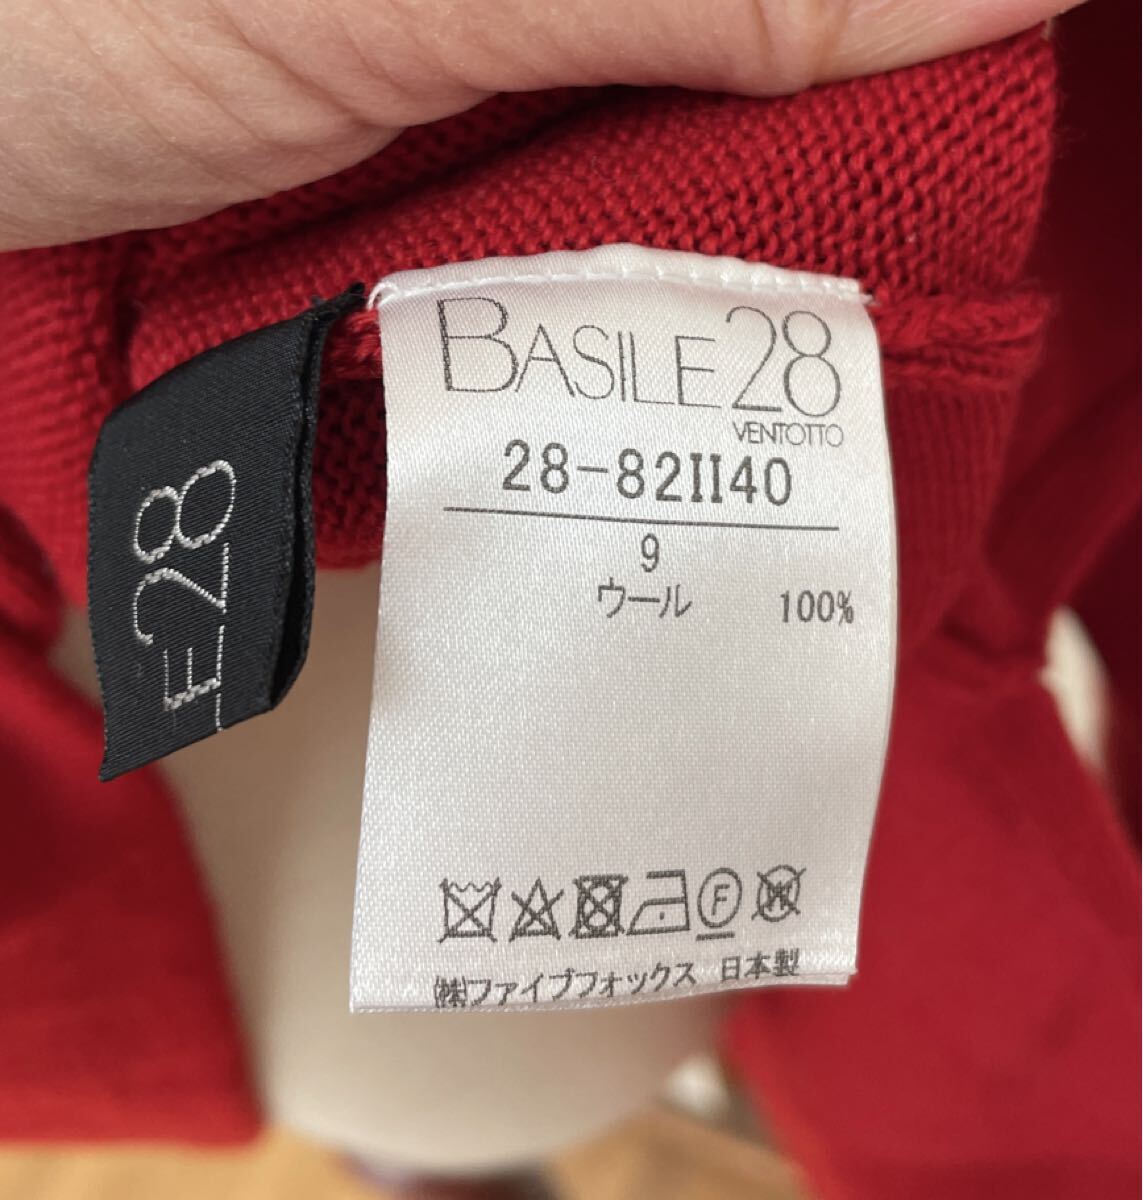 BASILE28
VENTOTTO
28-82II40
9
ウール 100%
F W
㈱ファイブフォックス 日本製
E28